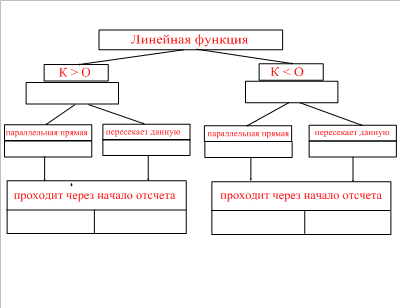 Линейная функция
К > О
К < О
параллельная прямая
пересекает данную
параллельная прямая
пересекает данную
проходит через начало отсчета
проходит через начало отсчета